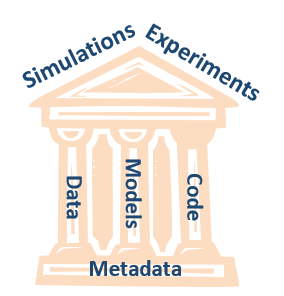 Simulations
Experiments
Data
Models
Code
Metadata